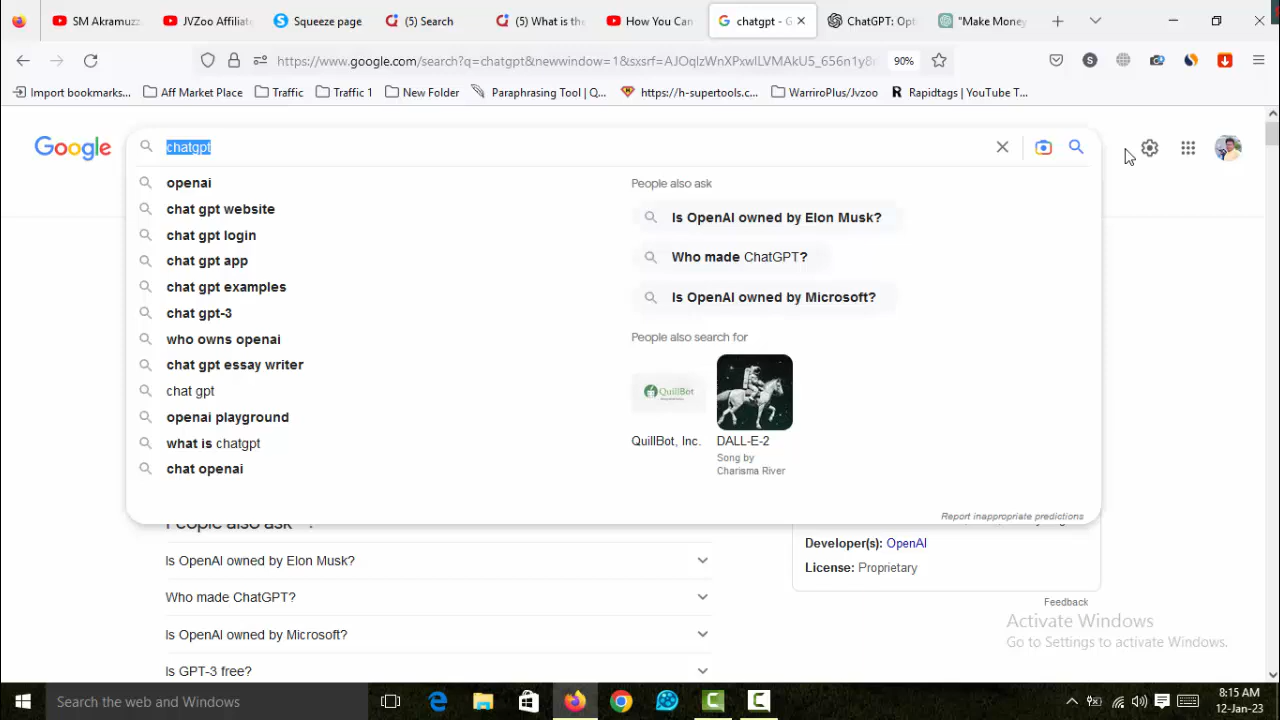 SM Akramuzz
JVZoo Affiliat
Squeeze page
(5) Search
(5) What is the
How You Can
chatgpt - G
ChatGPT: Opt
"Make Money
https://www.google.com/search?q=chatgpt&newwindow=1&sxsrf=
90%
Import bookmarks...
Aff Market Place
Traffic
Traffic 1
New Folder
Paraphrasing Tool | Q...
https://h-supertools.c...
WarriroPlus/Jvzoo
Rapidtags | YouTube T...
Google
chatgpt
openai
chat gpt website
chat gpt login
chat gpt app
chat gpt examples
chat gpt-3
who owns openai
chat gpt essay writer
chat gpt
openai playground
what is chatgpt
chat openai
People also ask
Is OpenAI owned by Elon Musk?
Who made ChatGPT?
Is OpenAI owned by Microsoft?
People also search for
QuillBot
QuillBot, Inc.
DALL-E-2
Song by
Charisma River
Report inappropriate predictions
People also ask
Is OpenAI owned by Elon Musk?
Who made ChatGPT?
Is OpenAI owned by Microsoft?
Is GPT-3 free?
Developer(s): OpenAI
License: Proprietary
Feedback
Activate Windows
Go to Settings to activate Windows.
Search the web and Windows
8:15 AM
12-Jan-23